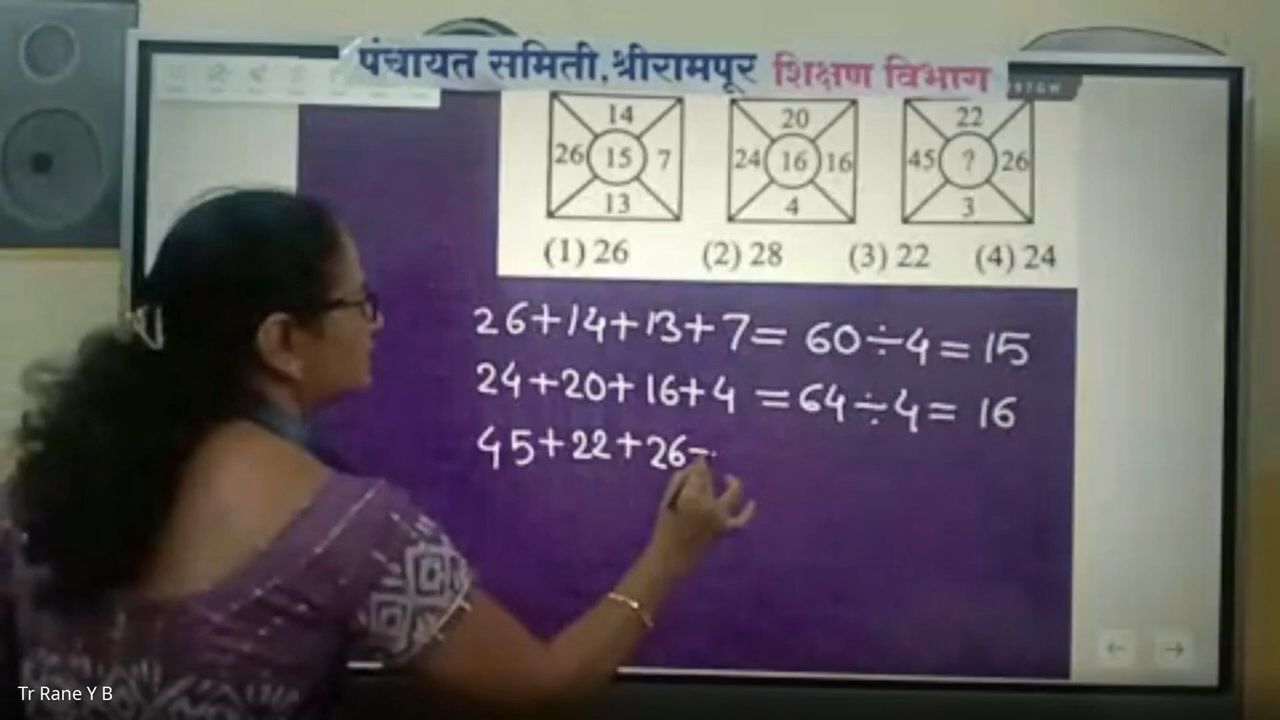 पंचायत समिती,श्रीरामपूर शिक्षण विभाग
14 20 22
26 15 7 24 16 16 45 ? 26
13 4 3
(1) 26 (2) 28 (3) 22 (4) 24
26+14+13+7= 60÷4=15
24+20+16+4 =64÷4= 16
45+22+26
Tr Rane Y B